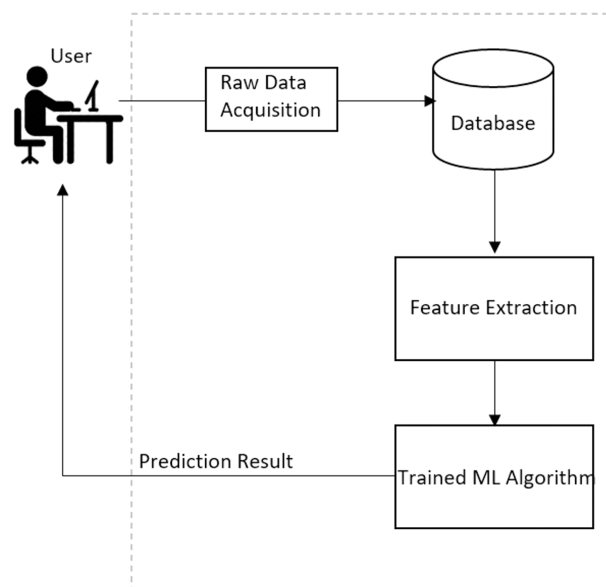 User
Raw Data
Acquisition
Database
Feature Extraction
Trained ML Algorithm
Prediction Result